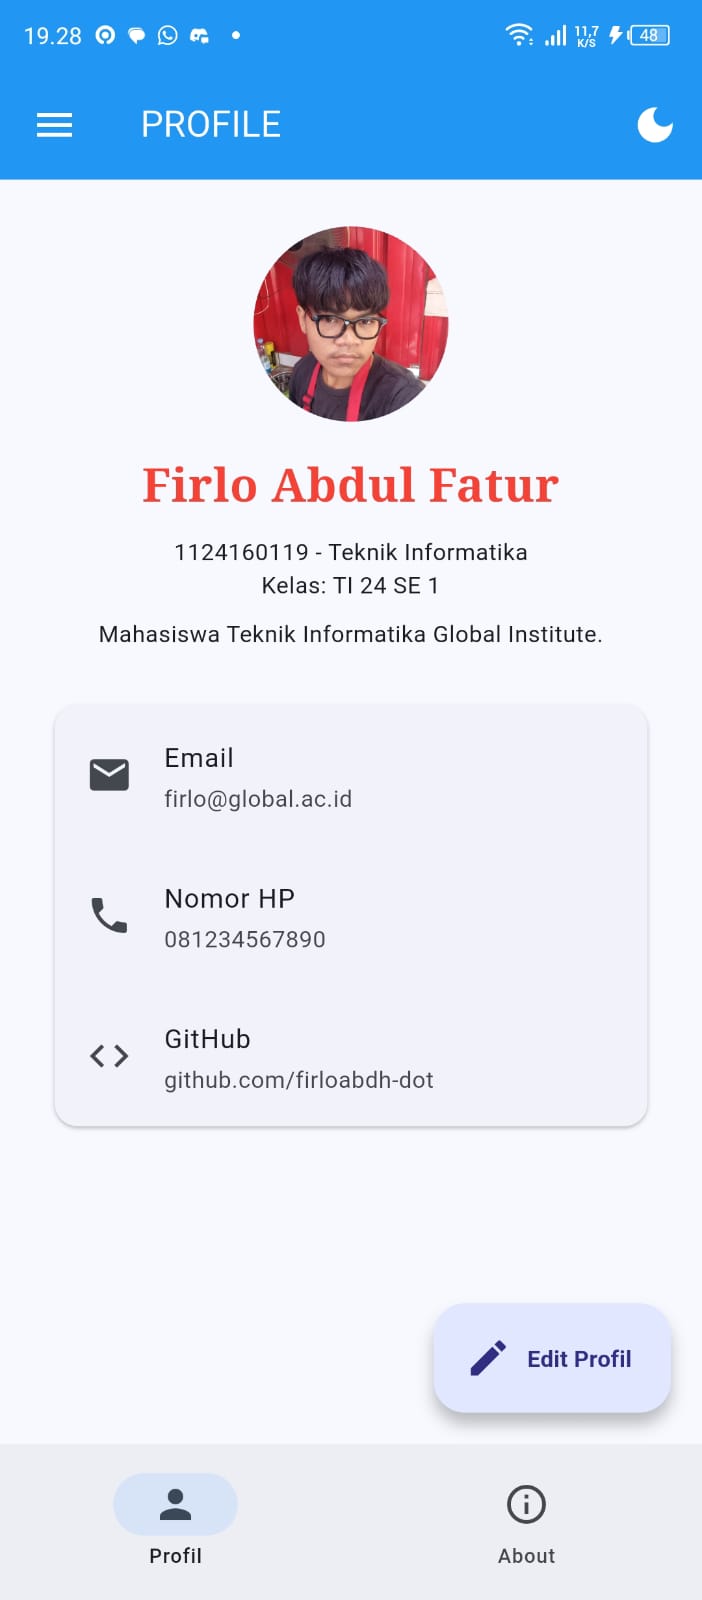 19.28
11,7
K/S
48
PROFILE
Firlo Abdul Fatur
1124160119 - Teknik Informatika
Kelas: TI 24 SE 1
Mahasiswa Teknik Informatika Global Institute.
Email
firlo@global.ac.id
Nomor HP
081234567890
GitHub
github.com/firloabdh-dot
Edit Profil
Profil
About